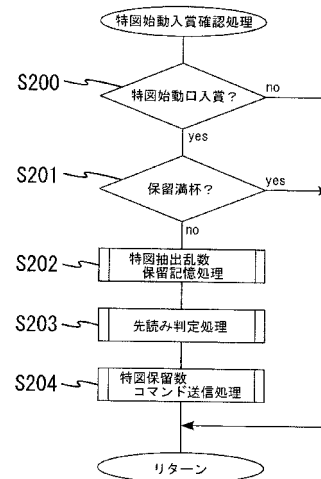 特図始動入賞確認処理
S200
特図始動口入賞?
no
yes
S201
保留満杯?
yes
no
S202
特図抽出乱数
保留記憶処理
S203
先読み判定処理
S204
特図保留数
コマンド送信処理
リターン